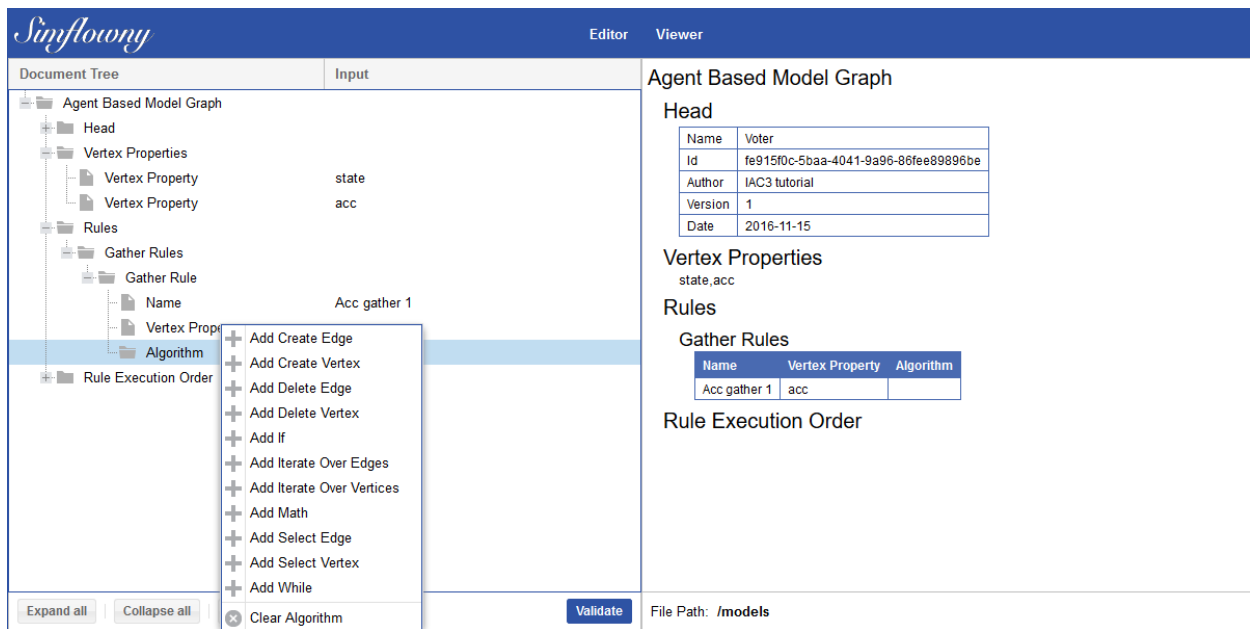 Simflowny
Editor Viewer
Document Tree Input
Agent Based Model Graph
Head
Vertex Properties
Vertex Property state
Vertex Property acc
Rules
Gather Rules
Gather Rule
Name Acc gather 1
Vertex Prope
Algorithm
Rule Execution Order
Add Create Edge
Add Create Vertex
Add Delete Edge
Add Delete Vertex
Add If
Add Iterate Over Edges
Add Iterate Over Vertices
Add Math
Add Select Edge
Add Select Vertex
Add While
Clear Algorithm
Expand all Collapse all Validate
Agent Based Model Graph
Head
Name Voter
Id fe915f0c-5baa-4041-9a96-86fee89896be
Author IAC3 tutorial
Version 1
Date 2016-11-15
Vertex Properties
state,acc
Rules
Gather Rules
Name Vertex Property Algorithm
Acc gather 1 acc
Rule Execution Order
File Path: /models